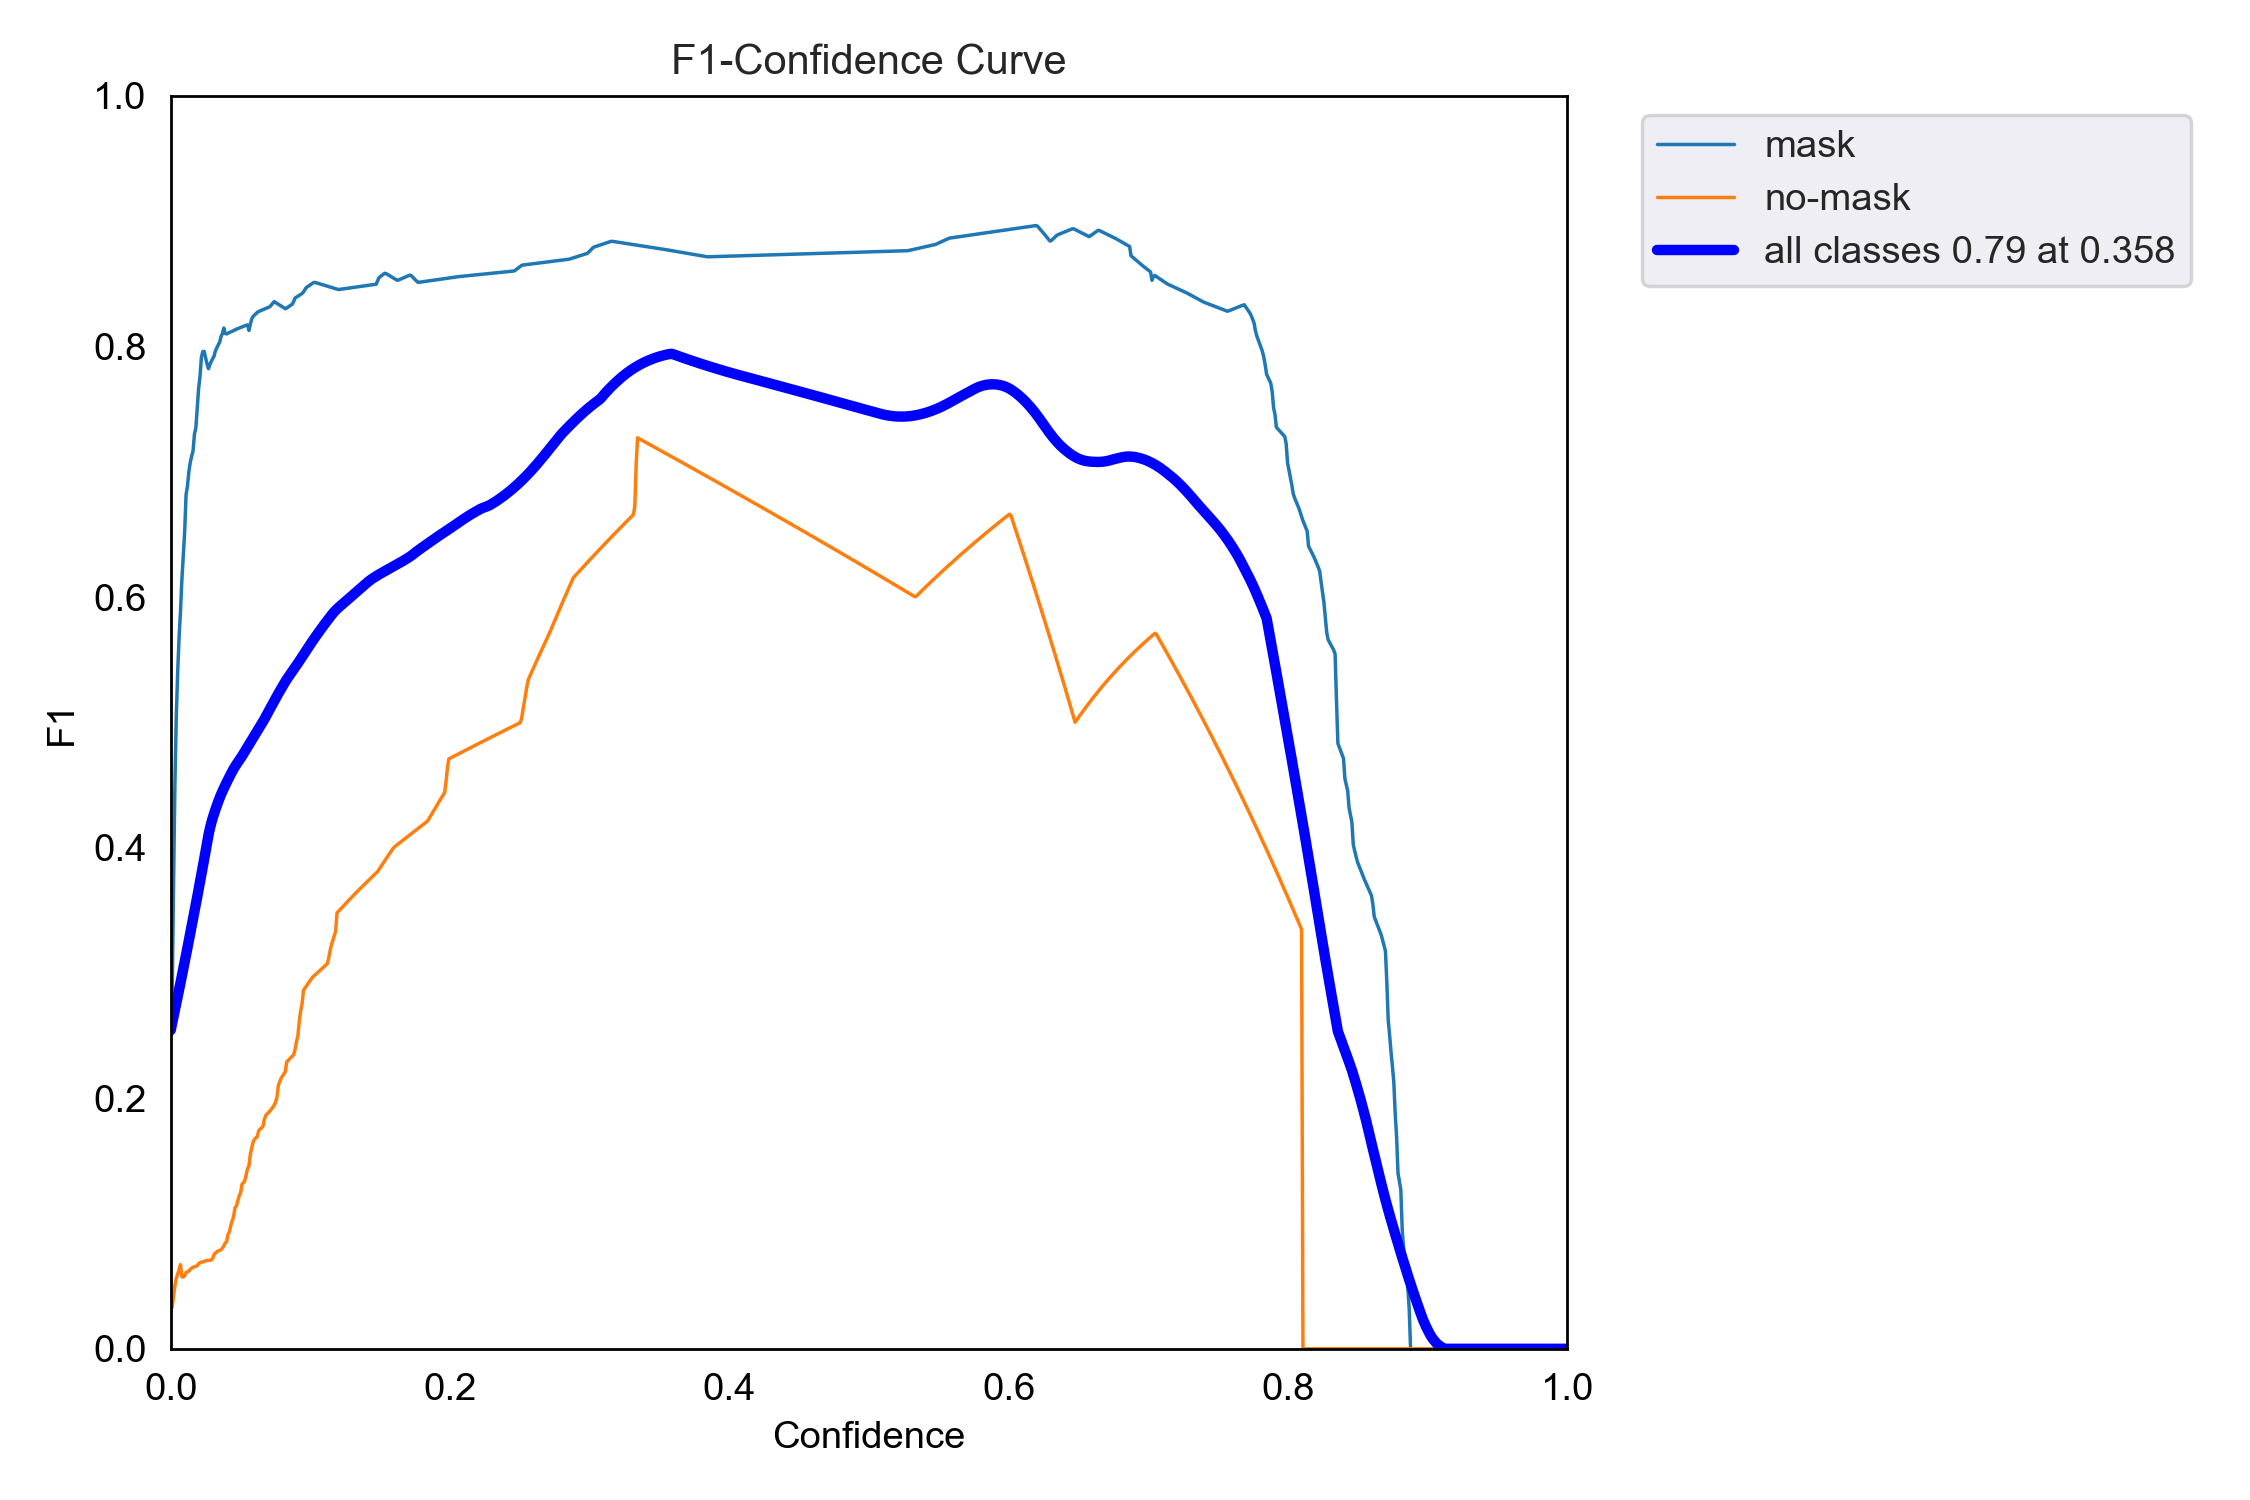 F1-Confidence Curve
1.0
0.8
0.6
0.4
0.2
0.0
F1
0.0 0.2 0.4 0.6 0.8 1.0
Confidence
mask
no-mask
all classes 0.79 at 0.358